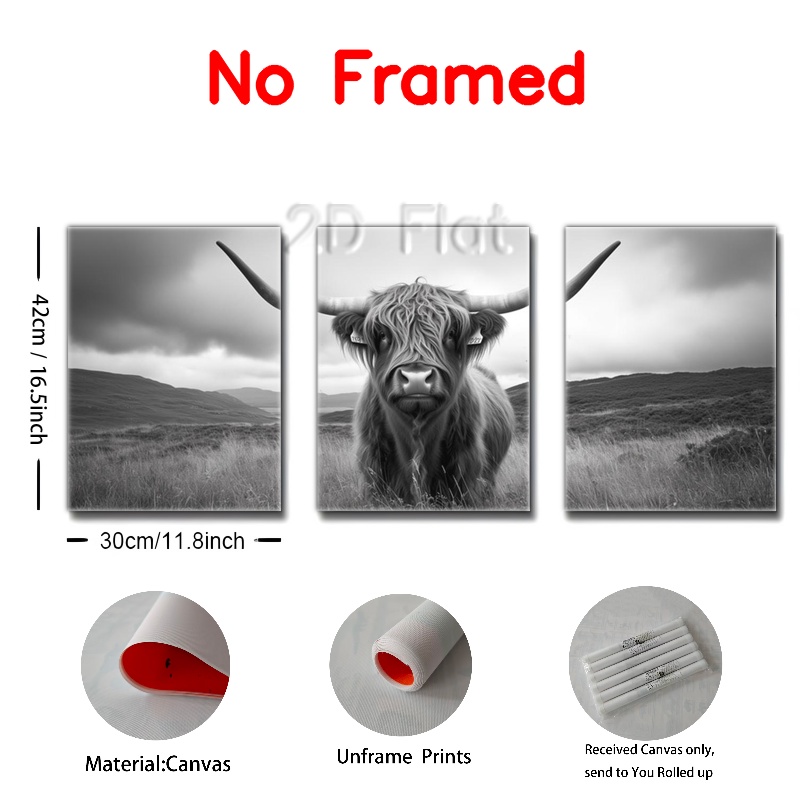 No Framed
2.D Flat
42cm / 16.5inch
30cm/11.8inch
Material:Canvas
Unframe Prints
Received Canvas only,
send to You Rolled up